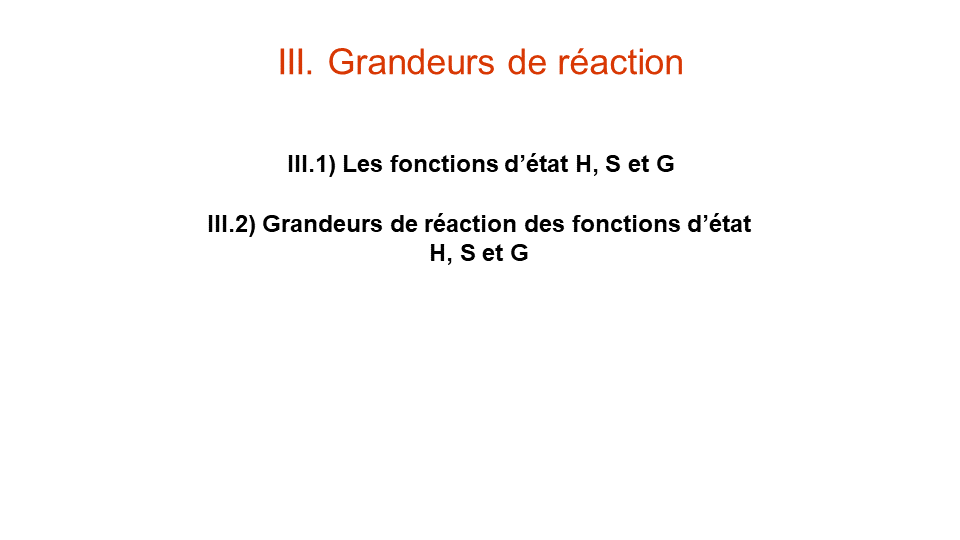 III. Grandeurs de réaction
III.1) Les fonctions d’état H, S et G
III.2) Grandeurs de réaction des fonctions d’état
H, S et G